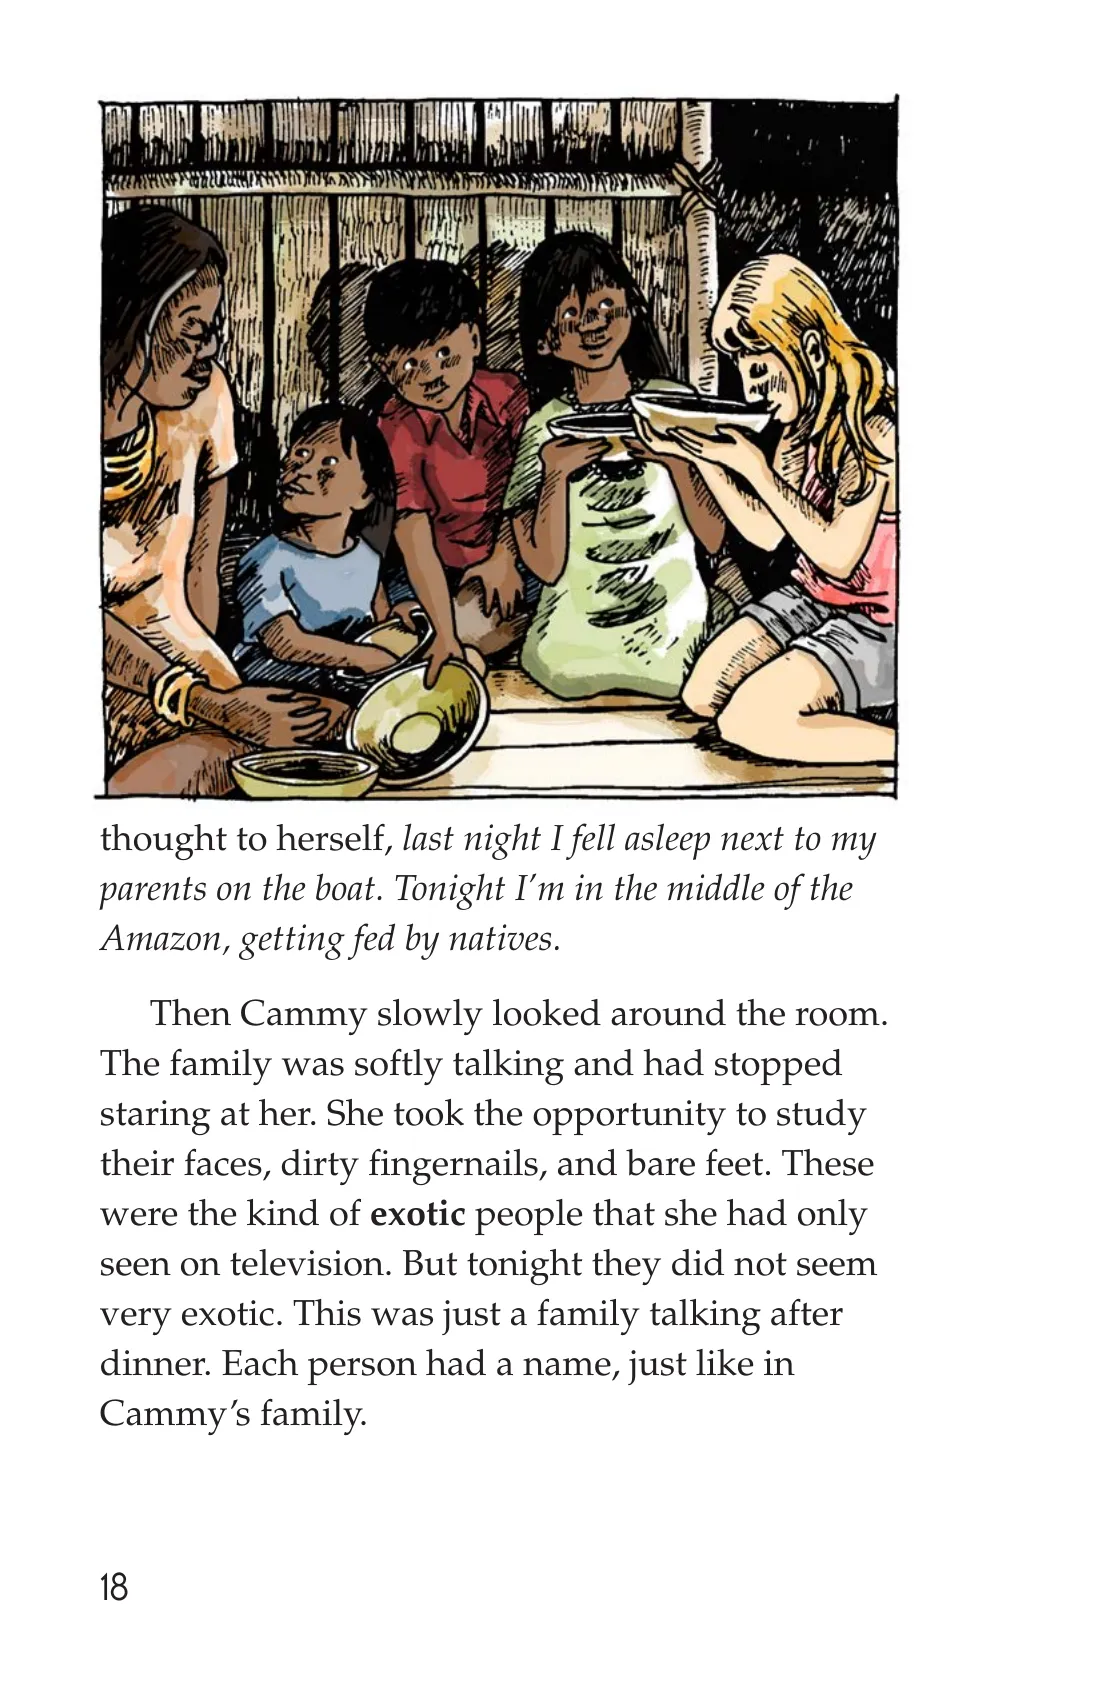 thought to herself, last night I fell asleep next to my
parents on the boat. Tonight I’m in the middle of the
Amazon, getting fed by natives.
Then Cammy slowly looked around the room.
The family was softly talking and had stopped
staring at her. She took the opportunity to study
their faces, dirty fingernails, and bare feet. These
were the kind of exotic people that she had only
seen on television. But tonight they did not seem
very exotic. This was just a family talking after
dinner. Each person had a name, just like in
Cammy’s family.
18